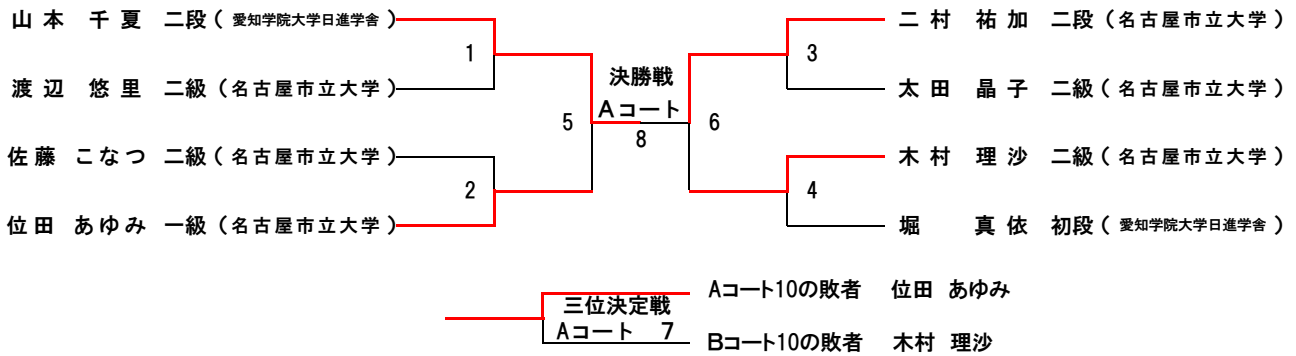 山本 千夏 二段（愛知学院大学日進学舎）
1
渡辺 悠里 二級（名古屋市立大学）
5
佐藤 こなつ 二級（名古屋市立大学）
2
位田 あゆみ 一級（名古屋市立大学）
決勝戦
Aコート
8
二村 祐加 二段（名古屋市立大学）
3
太田 晶子 二級（名古屋市立大学）
6
木村 理沙 二級（名古屋市立大学）
4
堀 真依 初段（愛知学院大学日進学舎）
三位決定戦
Aコート 7
Aコート10の敗者 位田 あゆみ
Bコート10の敗者 木村 理沙